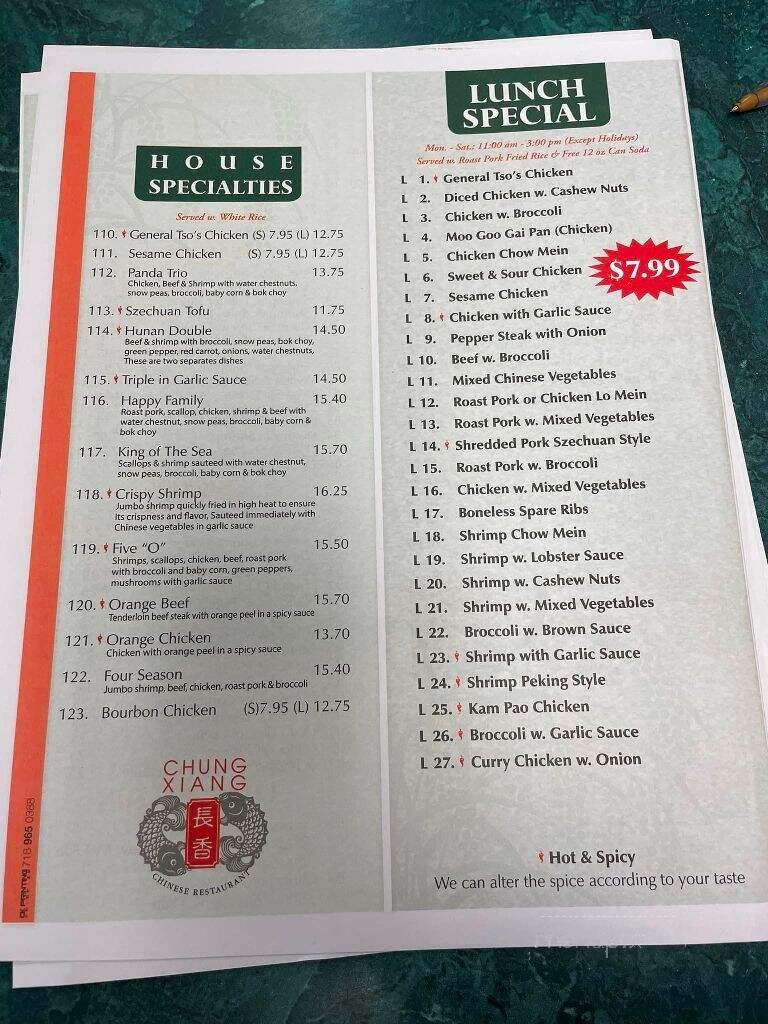 HOUSE
SPECIALTIES
Served w. White Rice
110. General Tso's Chicken (S) 7.95 (L) 12.75
111. Sesame Chicken (S) 7.95 (L) 12.75
112. Panda Trio 13.75
Chicken, Beef & Shrimp with water chestnuts,
snow peas, broccoli, baby corn & bok choy
113. Szechuan Tofu 11.75
114. Hunan Double 14.50
Beef & shrimp with broccoli, snow peas, bok choy,
green pepper, red carrot, onions, water chestnuts,
These are two separates dishes
115. Triple in Garlic Sauce 14.50
116. Happy Family 15.40
Roast pork, scallop, chicken, shrimp & beef with
water chestnut, snow peas, broccoli, baby corn &
bok choy
117. King of The Sea 15.70
Scallops & shrimp sauteed with water chestnut,
snow peas, broccoli, baby corn & bok choy
118. Crispy Shrimp 16.25
Jumbo shrimp quickly fried in high heat to ensure
its crispness and flavor, Sauteed immediately with
Chinese vegetables in garlic sauce
119. Five "O" 15.50
Shrimps, scallops, chicken, beef, roast pork
with broccoli and baby corn, green peppers,
mushrooms with garlic sauce
120. Orange Beef 15.70
Tenderloin beef steak with orange peel in a spicy sauce
121. Orange Chicken 13.70
Chicken with orange peel in a spicy sauce
122. Four Season 15.40
Jumbo shrimp, beef, chicken, roast pork & broccoli
123. Bourbon Chicken (S)7.95 (L) 12.75
CHUNG
XIANG
長
香
CHINESE RESTAURANT
718 965 0368
LUNCH
SPECIAL
Mon. - Sat.: 11:00 am - 3:00 pm (Except Holidays)
Served w. Roast Pork Fried Rice & Free 12 oz Can Soda
L 1. General Tso's Chicken
L 2. Diced Chicken w. Cashew Nuts
L 3. Chicken w. Broccoli
L 4. Moo Goo Gai Pan (Chicken)
L 5. Chicken Chow Mein
L 6. Sweet & Sour Chicken
$7.99
L 7. Sesame Chicken
L 8. Chicken with Garlic Sauce
L 9. Pepper Steak with Onion
L 10. Beef w. Broccoli
L 11. Mixed Chinese Vegetables
L 12. Roast Pork or Chicken Lo Mein
L 13. Roast Pork w. Mixed Vegetables
L 14. Shredded Pork Szechuan Style
L 15. Roast Pork w. Broccoli
L 16. Chicken w. Mixed Vegetables
L 17. Boneless Spare Ribs
L 18. Shrimp Chow Mein
L 19. Shrimp w. Lobster Sauce
L 20. Shrimp w. Cashew Nuts
L 21. Shrimp w. Mixed Vegetables
L 22. Broccoli w. Brown Sauce
L 23. Shrimp with Garlic Sauce
L 24. Shrimp Peking Style
L 25. Kam Pao Chicken
L 26. Broccoli w. Garlic Sauce
L 27. Curry Chicken w. Onion
Hot & Spicy
We can alter the spice according to your taste